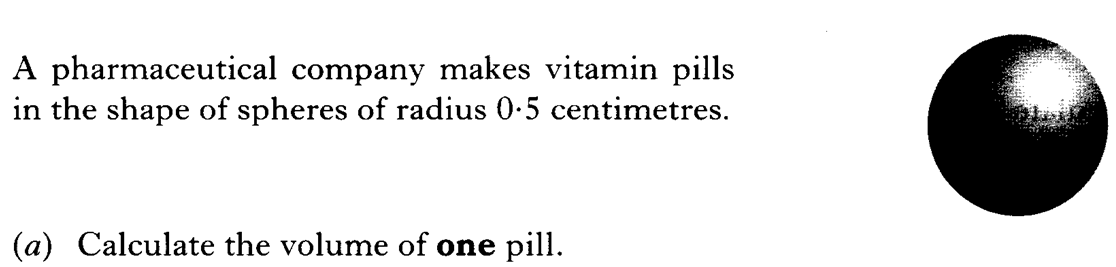 A pharmaceutical company makes vitamin pills
in the shape of spheres of radius 0·5 centimetres.
(a) Calculate the volume of one pill.